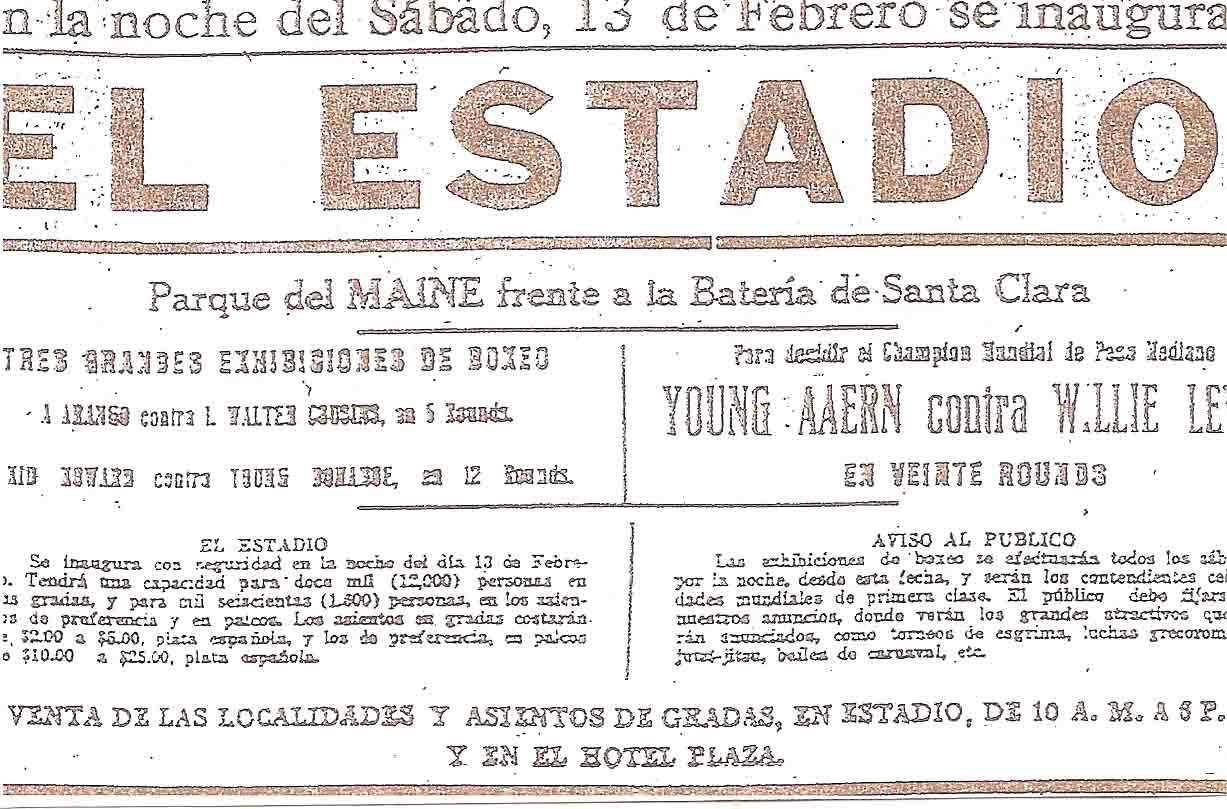 n la noche del Sábado, 13 de Febrero se inaugura
EL ESTADIO
Parque del MAINE frente a la Batería de Santa Clara
TRES GRANDES EXHIBISIONES DE BOXEO
A ARANGO contra L WALTER en 5 Rounds.
KID HOWARD contra YOUNG en 12 Rounds.
Para decidir el Champion Mundial de Peso Mediano
YOUNG AAERN contra W.LLIE LE
EN VEINTE ROUNDS
EL ESTADIO
Se inaugura con seguridad en la noche del día 13 de Febre-
o. Tendrá una capacidad para doce mil (12,000) personas en
as gradas, y para mil seiscientas (1.600) personas, en los asien-
os de preferencia y en palcos. Los asientos en gradas costarán
e, $2.00 a $5.00, plata española, y los de preferencia, en palcos
o $10.00 a $25.00, plata española.
AVISO AL PUBLICO
Las exhibiciones de boxeo se efectuarán todos los sáb
por la noche, desde esta fecha, y serán los contendientes cel
dades mundiales de primera clase. El público debe fijars
nuestros anuncios, donde verán los grandes atractivos que
rán anunciados, como torneos de esgrima, luchas grecorom
jutsi-jitsu, bailes de carnaval, etc.
VENTA DE LAS LOCALIDADES Y ASIENTOS DE GRADAS, EN ESTADIO, DE 10 A. M. A 6 P.
Y EN EL HOTEL PLAZA.